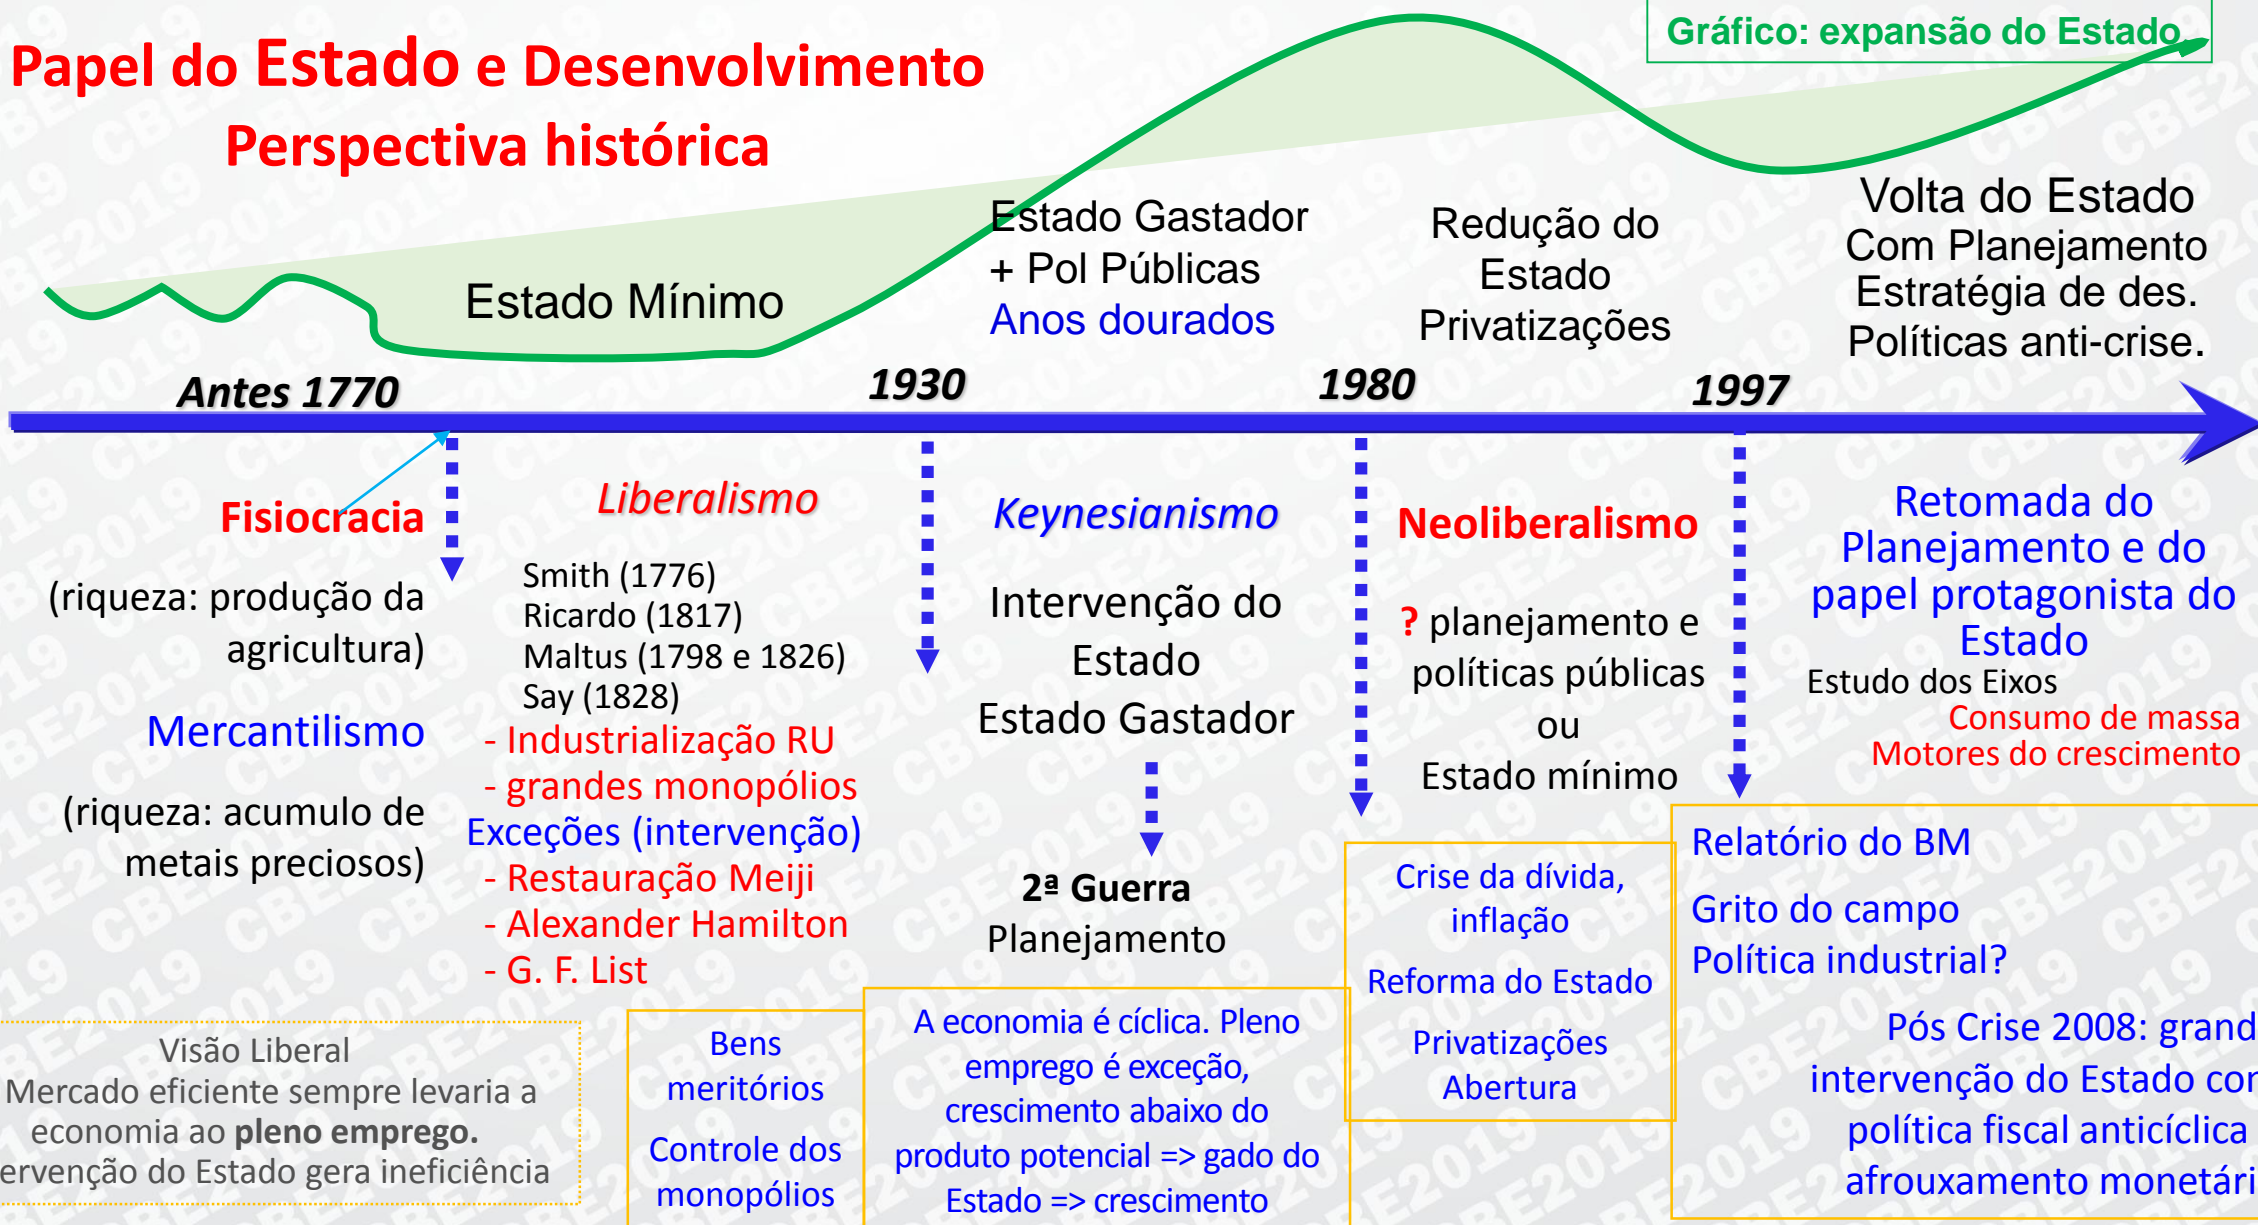 Papel do Estado e Desenvolvimento
Perspectiva histórica
Gráfico: expansão do Estado
Estado Mínimo
Estado Gastador
+ Pol Públicas
Anos dourados
Redução do
Estado
Privatizações
Volta do Estado
Com Planejamento
Estratégia de des.
Políticas anti-crise.
Antes 1770
1930
1980
1997
Fisiocracia
(riqueza: produção da
agricultura)
Mercantilismo
(riqueza: acumulo de
metais preciosos)
Liberalismo
Smith (1776)
Ricardo (1817)
Maltus (1798 e 1826)
Say (1828)
- Industrialização RU
- grandes monopólios
Exceções (intervenção)
- Restauração Meiji
- Alexander Hamilton
- G. F. List
Keynesianismo
Intervenção do
Estado
Estado Gastador
2ª Guerra
Planejamento
Neoliberalismo
? planejamento e
políticas públicas
ou
Estado mínimo
Retomada do
Planejamento e do
papel protagonista do
Estado
Estudo dos Eixos
Consumo de massa
Motores do crescimento
Visão Liberal
Mercado eficiente sempre levaria a
economia ao pleno emprego.
ervenção do Estado gera ineficiência
Bens
meritórios
Controle dos
monopólios
A economia é cíclica. Pleno
emprego é exceção,
crescimento abaixo do
produto potencial => gado do
Estado => crescimento
Crise da dívida,
inflação
Reforma do Estado
Privatizações
Abertura
Relatório do BM
Grito do campo
Política industrial?
Pós Crise 2008: grand
intervenção do Estado co
política fiscal anticíclica
afrouxamento monetári
CBE2019